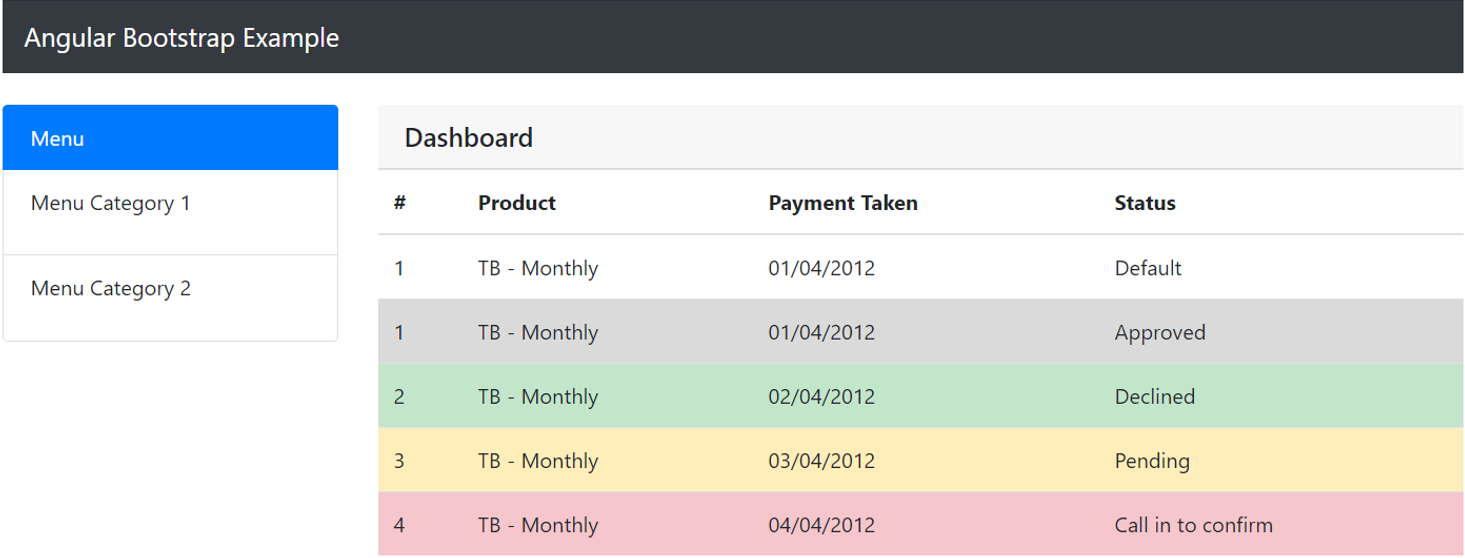 Angular Bootstrap Example
Menu
Menu Category 1
Menu Category 2
Dashboard
# Product Payment Taken Status
1 TB - Monthly 01/04/2012 Default
1 TB - Monthly 01/04/2012 Approved
2 TB - Monthly 02/04/2012 Declined
3 TB - Monthly 03/04/2012 Pending
4 TB - Monthly 04/04/2012 Call in to confirm